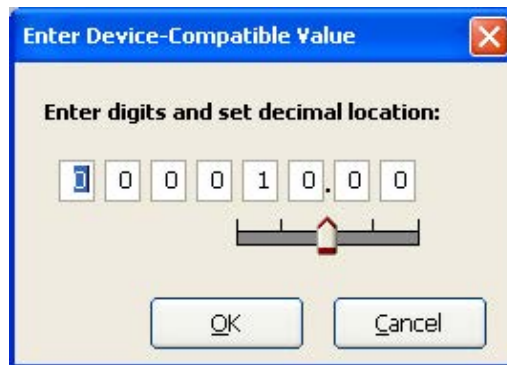 Enter Device-Compatible Value
Enter digits and set decimal location:
0 0 0 0 1 0 . 0 0
OK Cancel